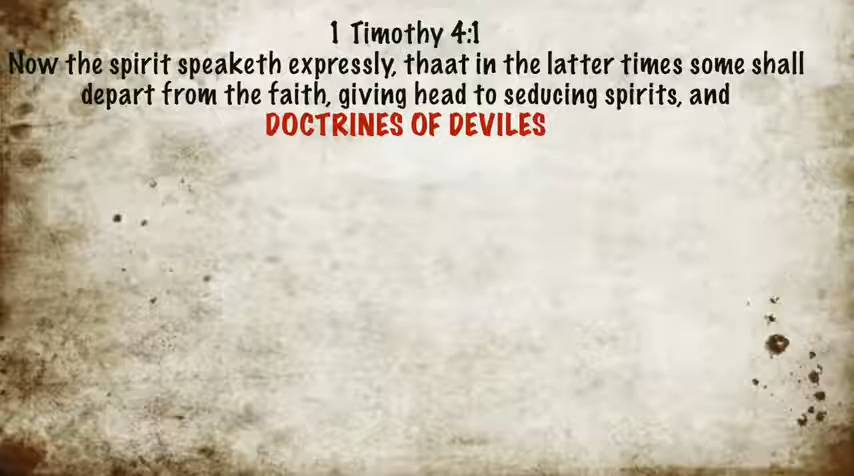 1 Timothy 4:1
Now the spirit speaketh expressly, thaat in the latter times some shall
depart from the faith, giving head to seducing spirits, and
DOCTRINES OF DEVILES